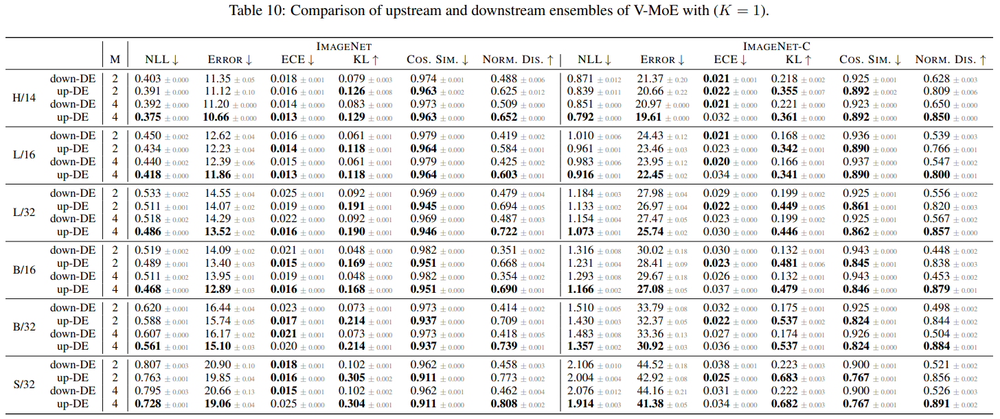 Table 10: Comparison of upstream and downstream ensembles of V-MoE with (K = 1).
IMAGENET IMAGENET-C
M NLL ↓ ERROR ↓ ECE ↓ KL ↑ COS. SIM. ↓ NORM. DIS. ↑ NLL ↓ ERROR ↓ ECE ↓ KL ↑ COS. SIM. ↓ NORM. DIS. ↑
H/14
down-DE 2 0.403 ± 0.000 11.35 ± 0.05 0.018 ± 0.001 0.079 ± 0.003 0.974 ± 0.001 0.488 ± 0.006 0.871 ± 0.012 21.37 ± 0.20 0.021 ± 0.001 0.218 ± 0.002 0.925 ± 0.001 0.628 ± 0.003
up-DE 2 0.391 ± 0.000 11.12 ± 0.10 0.016 ± 0.001 0.126 ± 0.008 0.963 ± 0.002 0.625 ± 0.012 0.839 ± 0.011 20.66 ± 0.22 0.022 ± 0.001 0.355 ± 0.007 0.892 ± 0.002 0.809 ± 0.006
down-DE 4 0.392 ± 0.000 11.20 ± 0.000 0.014 ± 0.000 0.083 ± 0.000 0.973 ± 0.000 0.509 ± 0.000 0.851 ± 0.000 20.97 ± 0.000 0.021 ± 0.000 0.221 ± 0.000 0.923 ± 0.000 0.650 ± 0.000
up-DE 4 0.375 ± 0.000 10.66 ± 0.000 0.013 ± 0.000 0.129 ± 0.000 0.963 ± 0.000 0.652 ± 0.000 0.792 ± 0.000 19.61 ± 0.000 0.032 ± 0.000 0.361 ± 0.000 0.892 ± 0.000 0.850 ± 0.000
L/16
down-DE 2 0.450 ± 0.002 12.62 ± 0.04 0.016 ± 0.000 0.061 ± 0.001 0.979 ± 0.000 0.419 ± 0.002 1.010 ± 0.006 24.43 ± 0.12 0.021 ± 0.000 0.168 ± 0.002 0.936 ± 0.001 0.539 ± 0.003
up-DE 2 0.434 ± 0.000 12.23 ± 0.04 0.014 ± 0.000 0.118 ± 0.001 0.964 ± 0.000 0.584 ± 0.001 0.961 ± 0.001 23.46 ± 0.03 0.023 ± 0.000 0.342 ± 0.001 0.890 ± 0.000 0.766 ± 0.001
down-DE 4 0.440 ± 0.002 12.39 ± 0.06 0.015 ± 0.000 0.061 ± 0.001 0.979 ± 0.000 0.425 ± 0.002 0.983 ± 0.006 23.95 ± 0.12 0.020 ± 0.000 0.166 ± 0.001 0.937 ± 0.000 0.547 ± 0.002
up-DE 4 0.418 ± 0.000 11.86 ± 0.01 0.013 ± 0.000 0.118 ± 0.000 0.964 ± 0.000 0.603 ± 0.001 0.916 ± 0.001 22.45 ± 0.02 0.034 ± 0.000 0.341 ± 0.000 0.890 ± 0.000 0.800 ± 0.001
L/32
down-DE 2 0.533 ± 0.002 14.55 ± 0.04 0.025 ± 0.001 0.092 ± 0.001 0.969 ± 0.000 0.479 ± 0.004 1.184 ± 0.003 27.98 ± 0.04 0.029 ± 0.000 0.199 ± 0.002 0.925 ± 0.001 0.556 ± 0.002
up-DE 2 0.511 ± 0.001 14.07 ± 0.02 0.019 ± 0.000 0.191 ± 0.001 0.945 ± 0.000 0.694 ± 0.005 1.133 ± 0.002 26.97 ± 0.04 0.022 ± 0.000 0.449 ± 0.005 0.861 ± 0.001 0.820 ± 0.003
down-DE 4 0.518 ± 0.002 14.29 ± 0.03 0.022 ± 0.000 0.092 ± 0.001 0.969 ± 0.000 0.487 ± 0.003 1.154 ± 0.004 27.47 ± 0.05 0.023 ± 0.000 0.199 ± 0.002 0.925 ± 0.001 0.567 ± 0.002
up-DE 4 0.486 ± 0.000 13.52 ± 0.02 0.016 ± 0.000 0.190 ± 0.001 0.946 ± 0.000 0.722 ± 0.001 1.073 ± 0.001 25.74 ± 0.02 0.030 ± 0.000 0.446 ± 0.001 0.862 ± 0.000 0.857 ± 0.000
B/16
down-DE 2 0.519 ± 0.002 14.09 ± 0.02 0.021 ± 0.001 0.048 ± 0.000 0.982 ± 0.000 0.351 ± 0.002 1.316 ± 0.008 30.02 ± 0.18 0.030 ± 0.000 0.132 ± 0.001 0.943 ± 0.000 0.448 ± 0.002
up-DE 2 0.489 ± 0.001 13.40 ± 0.03 0.015 ± 0.000 0.169 ± 0.002 0.951 ± 0.000 0.668 ± 0.004 1.231 ± 0.004 28.41 ± 0.09 0.023 ± 0.000 0.481 ± 0.006 0.845 ± 0.001 0.838 ± 0.003
down-DE 4 0.511 ± 0.002 13.95 ± 0.01 0.019 ± 0.001 0.048 ± 0.000 0.982 ± 0.000 0.354 ± 0.002 1.293 ± 0.008 29.67 ± 0.18 0.026 ± 0.000 0.132 ± 0.001 0.943 ± 0.000 0.453 ± 0.002
up-DE 4 0.468 ± 0.000 12.89 ± 0.03 0.016 ± 0.000 0.168 ± 0.000 0.951 ± 0.000 0.690 ± 0.001 1.166 ± 0.002 27.08 ± 0.05 0.037 ± 0.000 0.479 ± 0.001 0.846 ± 0.000 0.879 ± 0.001
B/32
down-DE 2 0.620 ± 0.001 16.44 ± 0.04 0.023 ± 0.000 0.073 ± 0.001 0.973 ± 0.000 0.414 ± 0.002 1.510 ± 0.005 33.79 ± 0.08 0.032 ± 0.000 0.175 ± 0.001 0.925 ± 0.000 0.498 ± 0.002
up-DE 2 0.588 ± 0.001 15.74 ± 0.05 0.017 ± 0.001 0.214 ± 0.001 0.937 ± 0.000 0.709 ± 0.001 1.430 ± 0.003 32.37 ± 0.05 0.022 ± 0.000 0.537 ± 0.002 0.824 ± 0.001 0.844 ± 0.002
down-DE 4 0.607 ± 0.000 16.17 ± 0.02 0.021 ± 0.001 0.073 ± 0.000 0.973 ± 0.000 0.418 ± 0.005 1.483 ± 0.008 33.36 ± 0.13 0.027 ± 0.000 0.174 ± 0.001 0.926 ± 0.001 0.504 ± 0.002
up-DE 4 0.561 ± 0.001 15.10 ± 0.03 0.020 ± 0.000 0.214 ± 0.001 0.937 ± 0.000 0.739 ± 0.001 1.357 ± 0.002 30.92 ± 0.03 0.036 ± 0.000 0.537 ± 0.001 0.824 ± 0.000 0.884 ± 0.001
S/32
down-DE 2 0.807 ± 0.003 20.90 ± 0.10 0.018 ± 0.001 0.102 ± 0.001 0.962 ± 0.000 0.458 ± 0.003 2.106 ± 0.010 44.52 ± 0.18 0.038 ± 0.001 0.223 ± 0.003 0.900 ± 0.001 0.521 ± 0.002
up-DE 2 0.763 ± 0.001 19.85 ± 0.04 0.016 ± 0.000 0.305 ± 0.002 0.911 ± 0.000 0.773 ± 0.002 2.004 ± 0.004 42.92 ± 0.08 0.025 ± 0.000 0.683 ± 0.003 0.767 ± 0.001 0.856 ± 0.002
down-DE 4 0.795 ± 0.003 20.66 ± 0.13 0.015 ± 0.001 0.102 ± 0.002 0.962 ± 0.001 0.462 ± 0.004 2.076 ± 0.012 44.16 ± 0.21 0.031 ± 0.000 0.222 ± 0.003 0.900 ± 0.001 0.526 ± 0.003
up-DE 4 0.728 ± 0.001 19.06 ± 0.04 0.025 ± 0.000 0.304 ± 0.001 0.911 ± 0.000 0.808 ± 0.002 1.914 ± 0.003 41.38 ± 0.05 0.034 ± 0.000 0.682 ± 0.003 0.767 ± 0.000 0.891 ± 0.002